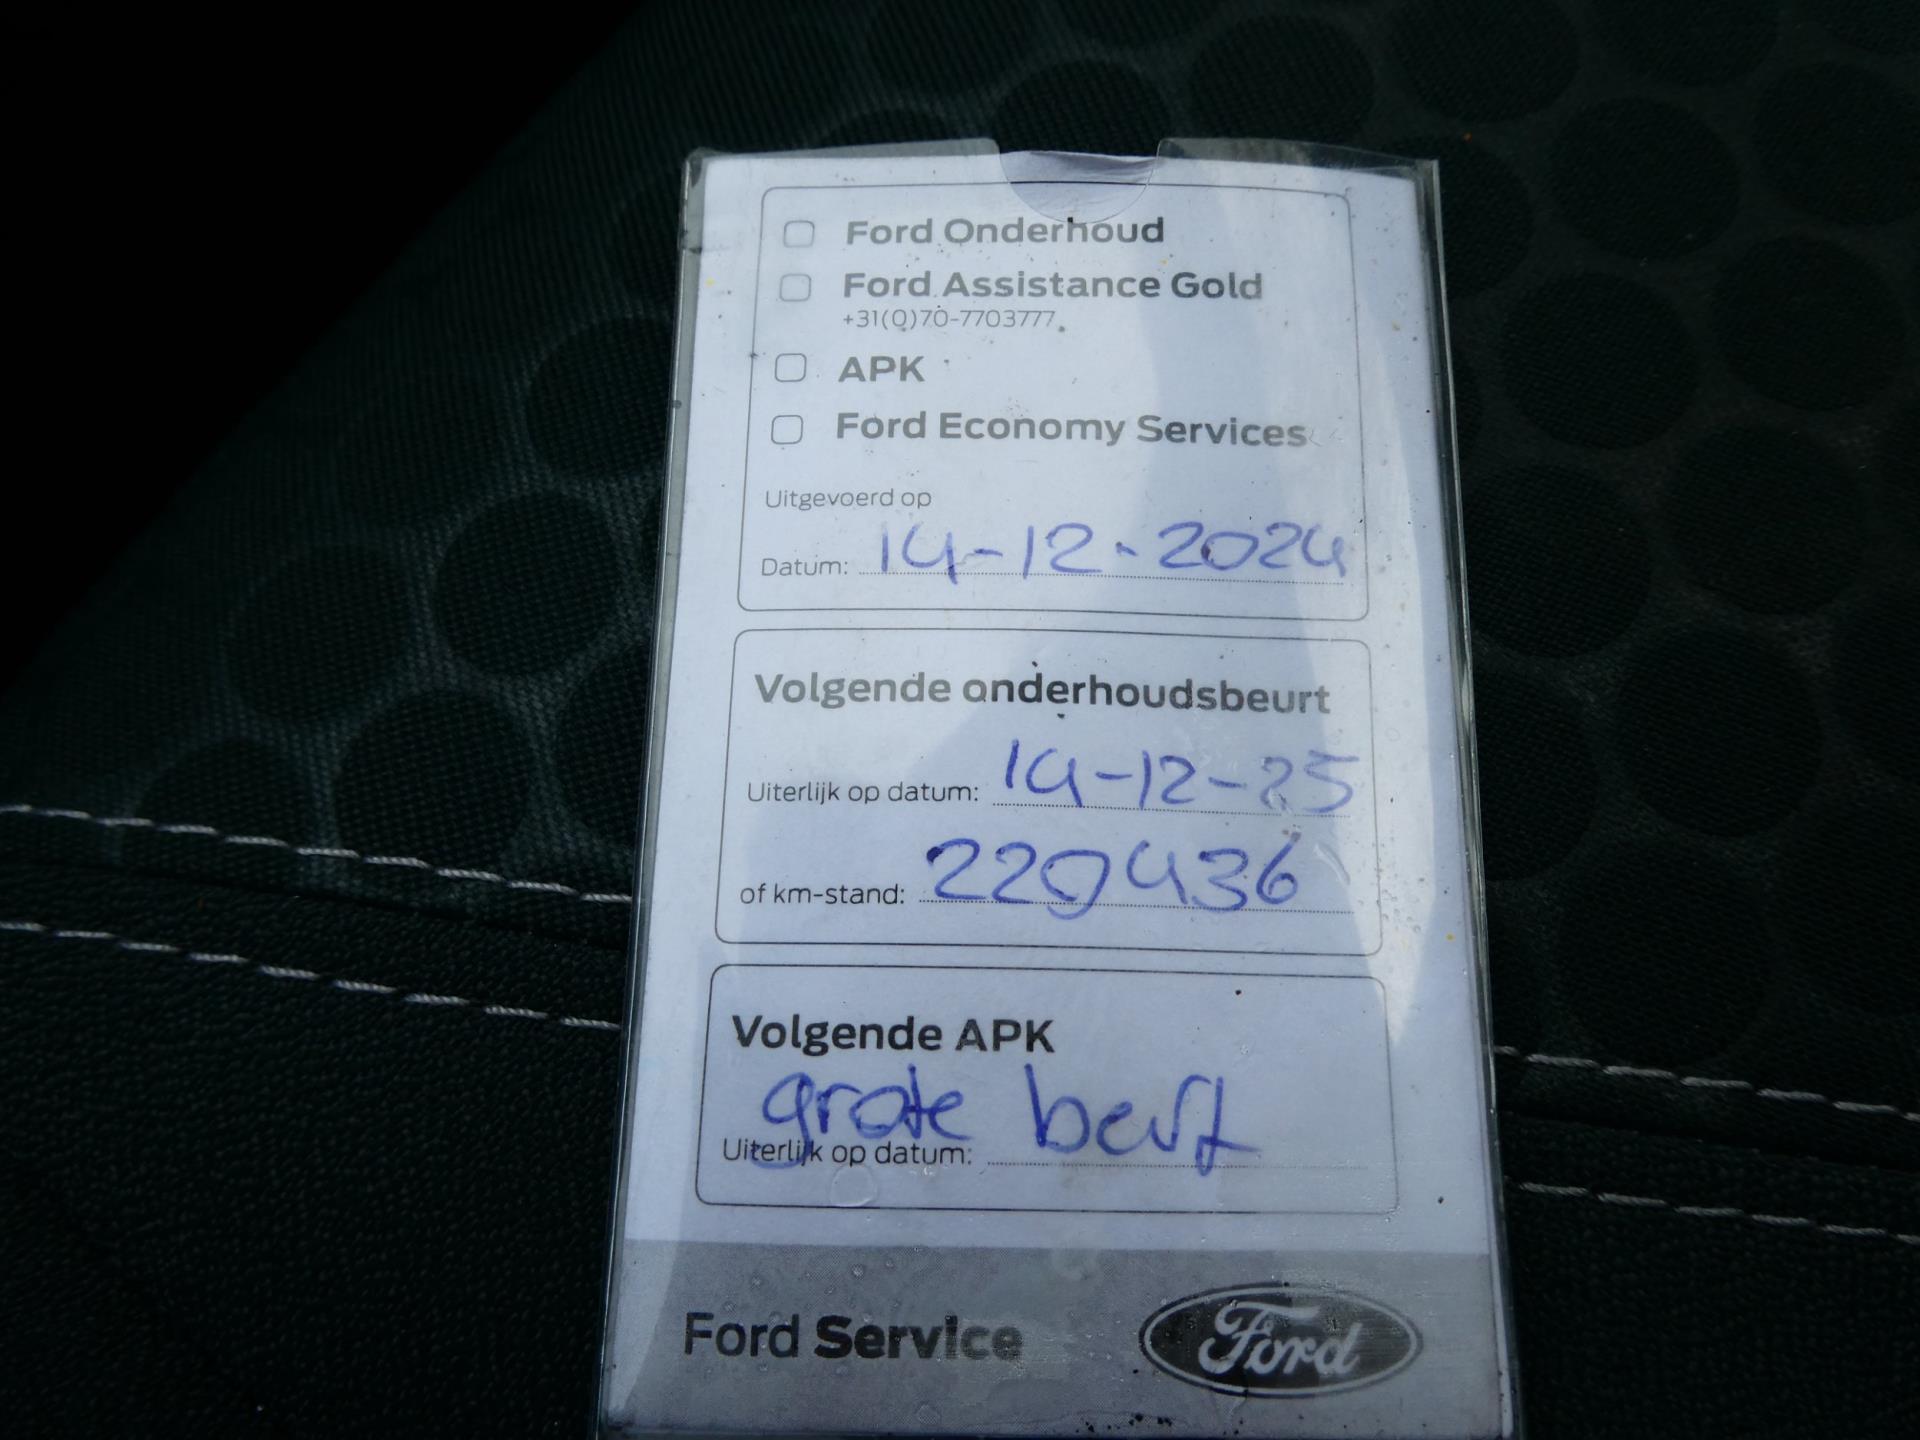 Ford Onderhoud
Ford Assistance Gold
+31(0)70-7703777
APK
Ford Economy Services
Uitgevoerd op
Datum: 14-12-2024
Volgende onderhoudsbeurt
Uiterlijk op datum: 14-12-25
of km-stand: 220436
Volgende APK
grote beurt
Uiterlijk op datum:
Ford Service
Ford